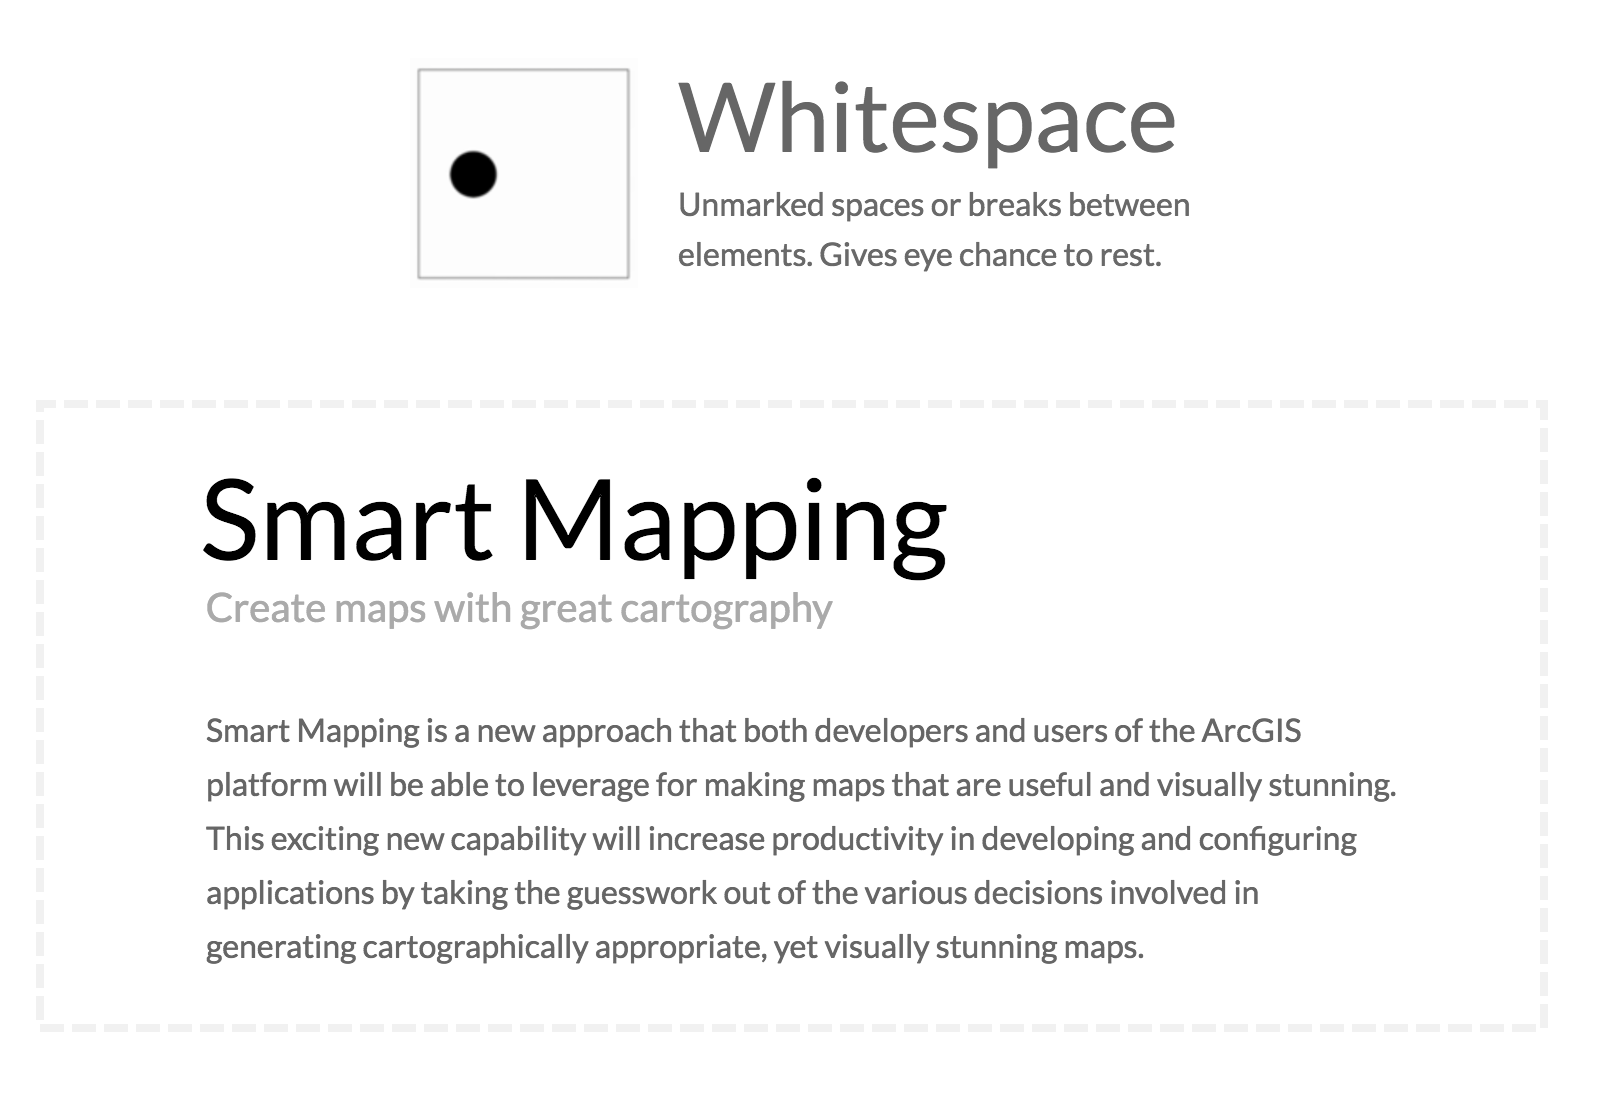 Whitespace
Unmarked spaces or breaks between
elements. Gives eye chance to rest.
Smart Mapping
Create maps with great cartography
Smart Mapping is a new approach that both developers and users of the ArcGIS
platform will be able to leverage for making maps that are useful and visually stunning.
This exciting new capability will increase productivity in developing and configuring
applications by taking the guesswork out of the various decisions involved in
generating cartographically appropriate, yet visually stunning maps.